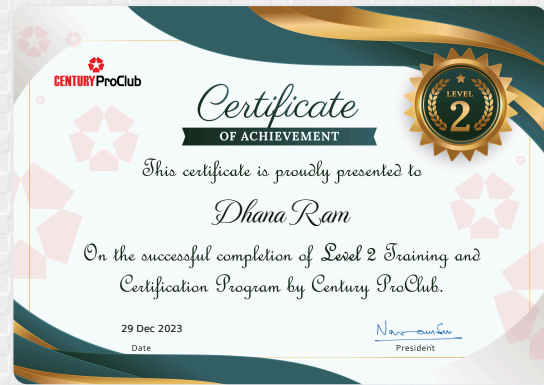 CENTURY ProClub
Certificate
OF ACHIEVEMENT
LEVEL
2
This certificate is proudly presented to
Dhana Ram
On the successful completion of Level 2 Training and
Certification Program by Century ProClub.
29 Dec 2023
Date
President